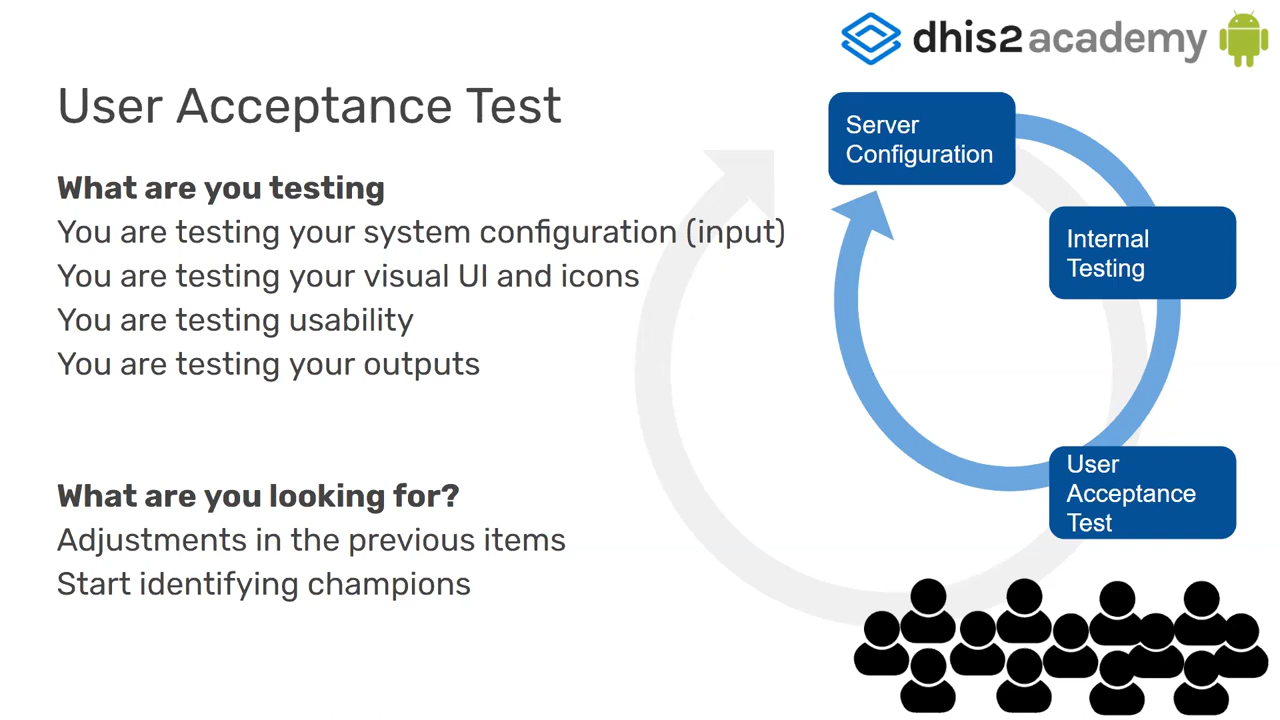 dhis2 academy
User Acceptance Test
What are you testing
You are testing your system configuration (input)
You are testing your visual UI and icons
You are testing usability
You are testing your outputs
What are you looking for?
Adjustments in the previous items
Start identifying champions
Server
Configuration
Internal
Testing
User
Acceptance
Test